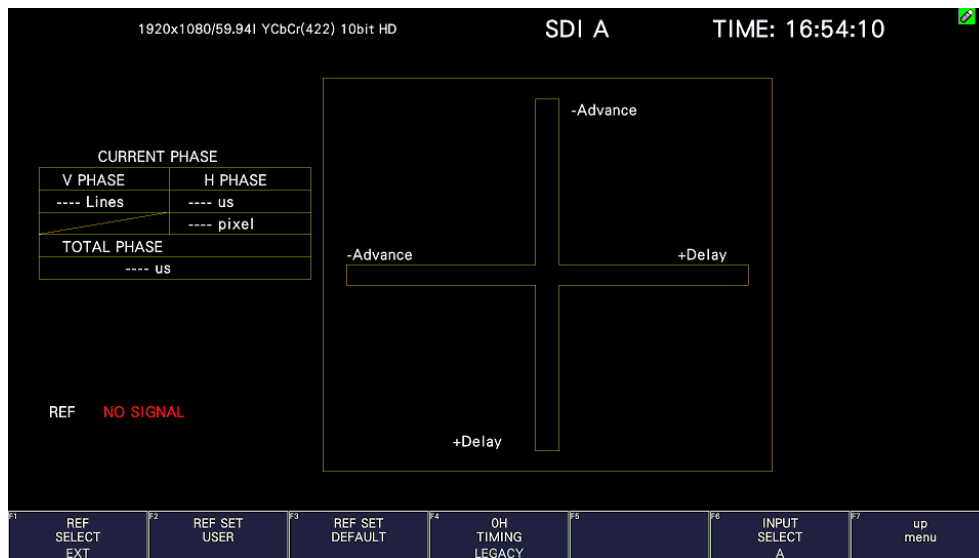 1920x1080/59.94I YCbCr(422) 10bit HD
SDI A
TIME: 16:54:10
-Advance
CURRENT PHASE
V PHASE
H PHASE
---- Lines
---- us
---- pixel
TOTAL PHASE
---- us
-Advance
+Delay
REF
NO SIGNAL
+Delay
F1
REF
SELECT
EXT
F2
REF SET
USER
F3
REF SET
DEFAULT
F4
0H
TIMING
LEGACY
F5
F6
INPUT
SELECT
A
F7
up
menu